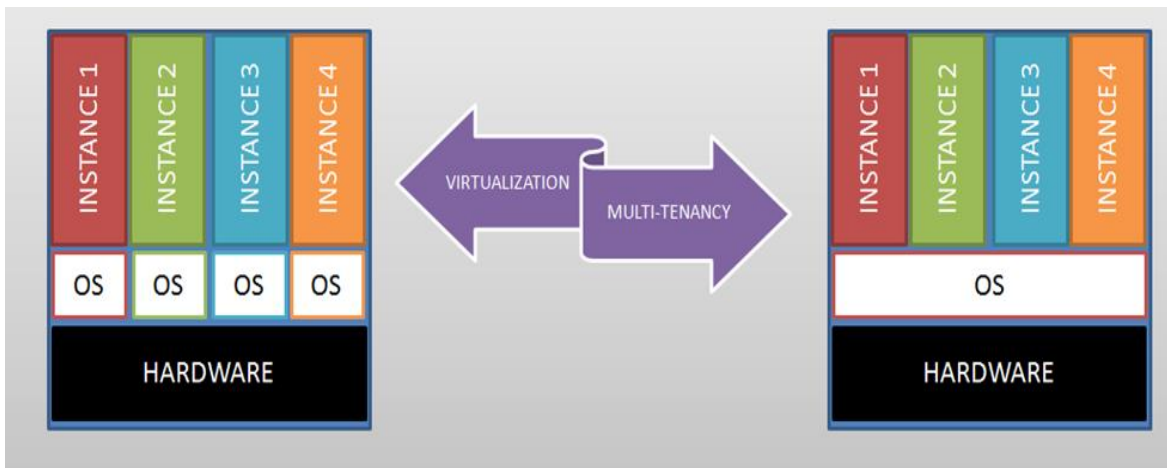 INSTANCE 1
INSTANCE 2
INSTANCE 3
INSTANCE 4
OS
OS
OS
OS
HARDWARE
VIRTUALIZATION
MULTI-TENANCY
INSTANCE 1
INSTANCE 2
INSTANCE 3
INSTANCE 4
OS
HARDWARE